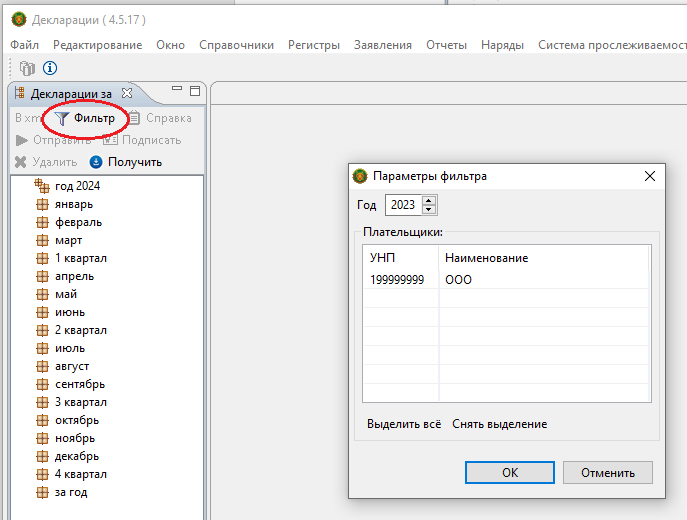 Декларации ( 4.5.17 )
Файл Редактирование Окно Справочники Регистры Заявления Отчеты Наряды Система прослеживаемост
Декларации за
В xm Фильтр Справка
Отправить Подписать
Удалить Получить
год 2024
январь
февраль
март
1 квартал
апрель
май
июнь
2 квартал
июль
август
сентябрь
3 квартал
октябрь
ноябрь
декабрь
4 квартал
за год
Параметры фильтра
Год 2023
Плательщики:
УНП Наименование
199999999 ООО
Выделить всё Снять выделение
ОК Отменить